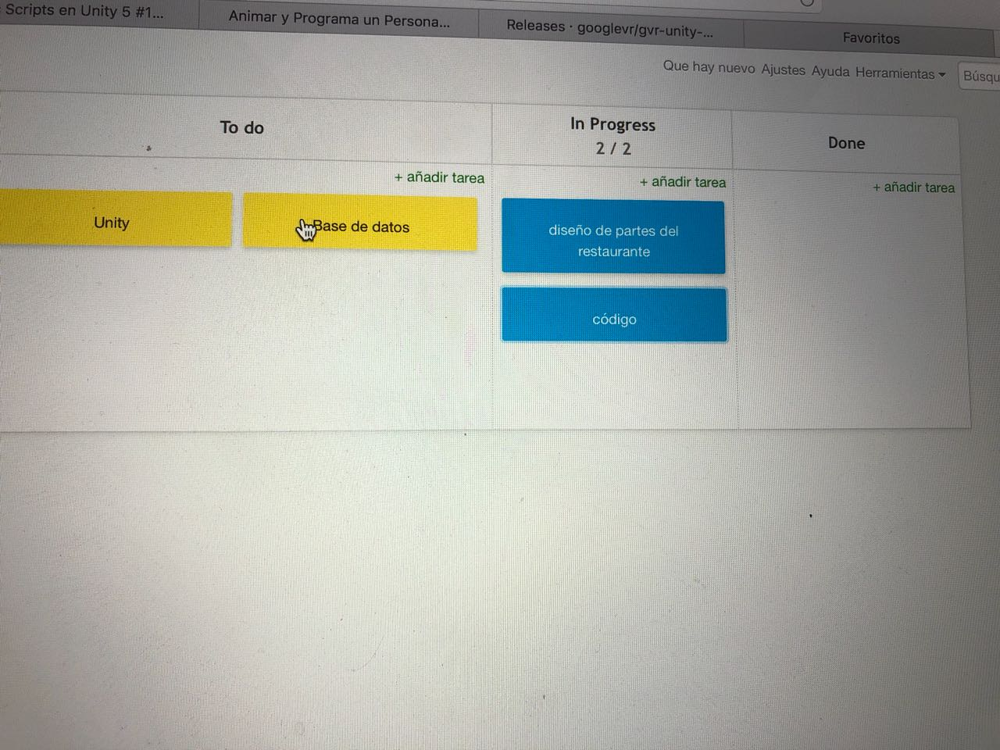 Scripts en Unity 5 #1...
Animar y Programa un Persona...
Releases · googlevr/gvr-unity-...
Favoritos
Que hay nuevo Ajustes Ayuda Herramientas
Búsqu
To do
In Progress
2 / 2
Done
+ añadir tarea
+ añadir tarea
+ añadir tarea
Unity
Base de datos
diseño de partes del
restaurante
código